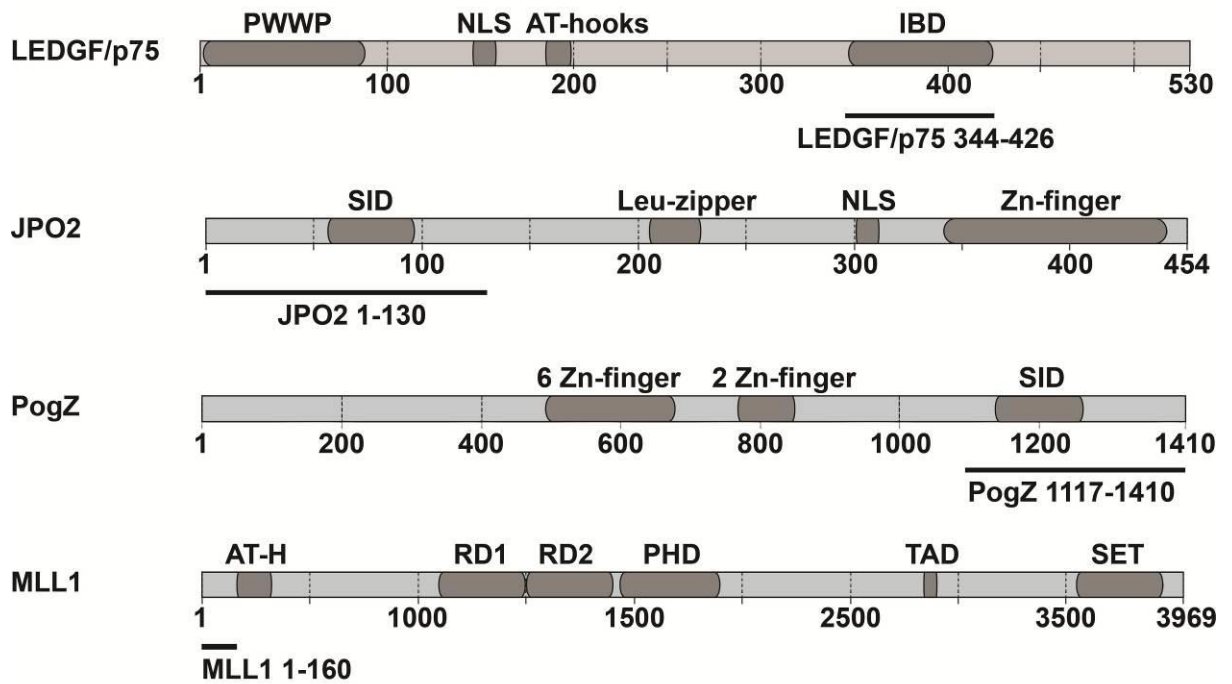 PWWP NLS AT-hooks IBD
LEDGF/p75
1 100 200 300 400 530
LEDGF/p75 344-426
SID Leu-zipper NLS Zn-finger
JPO2
1 100 200 300 400 454
JPO2 1-130
6 Zn-finger 2 Zn-finger SID
PogZ
1 200 400 600 800 1000 1200 1410
PogZ 1117-1410
AT-H RD1 RD2 PHD TAD SET
MLL1
1 1000 1500 2500 3500 3969
MLL1 1-160